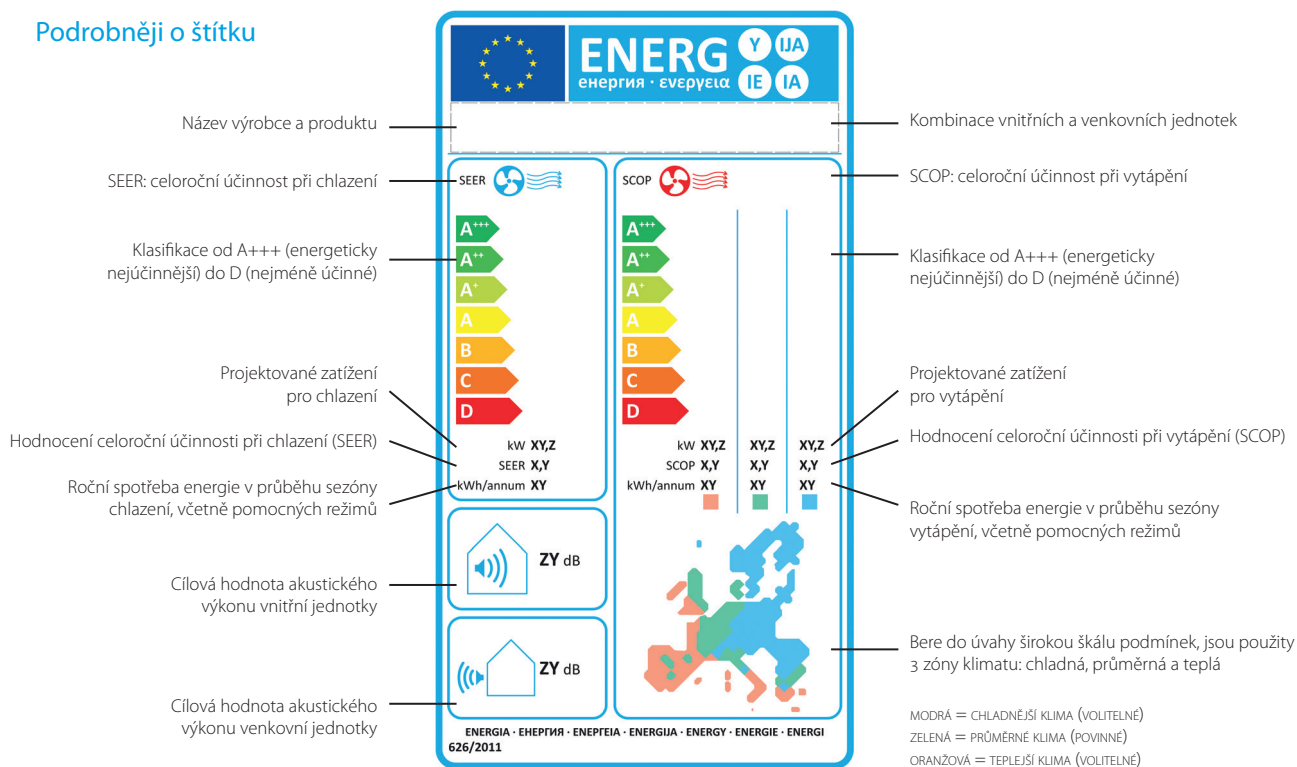 Podrobněji o štítku
ENERG
енергия · ενεργεια
Y
IJA
IE
IA
Název výrobce a produktu
Kombinace vnitřních a venkovních jednotek
SEER: celoroční účinnost při chlazení
SEER
SCOP
SCOP: celoroční účinnost při vytápění
Klasifikace od A+++ (energeticky
nejúčinnější) do D (nejméně účinné)
A+++
A++
A+
A
B
C
D
A+++
A++
A+
A
B
C
D
Klasifikace od A+++ (energeticky
nejúčinnější) do D (nejméně účinné)
Projektované zatížení
pro chlazení
Hodnocení celoroční účinnosti při chlazení (SEER)
Roční spotřeba energie v průběhu sezóny
chlazení, včetně pomocných režimů
kW XY,Z
SEER X,Y
kWh/annum XY
kW XY,Z XY,Z XY,Z
SCOP X,Y X,Y X,Y
kWh/annum XY XY XY
Projektované zatížení
pro vytápění
Hodnocení celoroční účinnosti při vytápění (SCOP)
Roční spotřeba energie v průběhu sezóny
vytápění, včetně pomocných režimů
ZY dB
Cílová hodnota akustického
výkonu vnitřní jednotky
ZY dB
Cílová hodnota akustického
výkonu venkovní jednotky
Bere do úvahy širokou škálu podmínek, jsou použity
3 zóny klimatu: chladná, průměrná a teplá
MODRÁ = CHLADNĚJŠÍ KLIMA (VOLITELNÉ)
ZELENÁ = PRŮMĚRNÉ KLIMA (POVINNÉ)
ORANŽOVÁ = TEPLEJŠÍ KLIMA (VOLITELNÉ)
ENERGIA · ЕНЕРГИЯ · ΕΝΕΡΓΕΙΑ · ENERGIJA · ENERGY · ENERGIE · ENERGI
626/2011